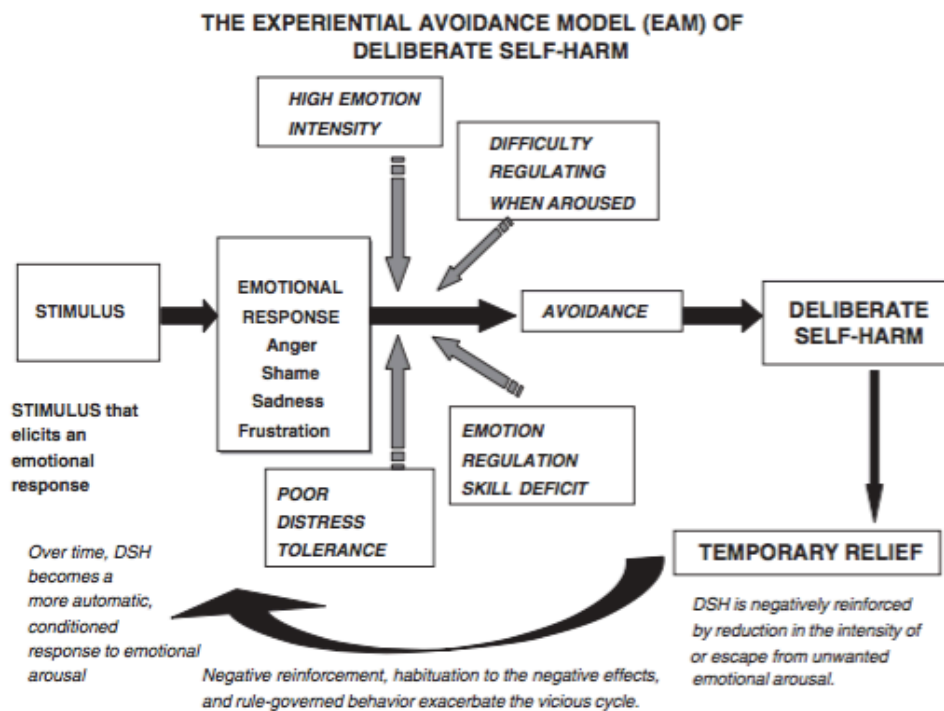 THE EXPERIENTIAL AVOIDANCE MODEL (EAM) OF
DELIBERATE SELF-HARM
HIGH EMOTION
INTENSITY
DIFFICULTY
REGULATING
WHEN AROUSED
STIMULUS
EMOTIONAL
RESPONSE
Anger
Shame
Sadness
Frustration
AVOIDANCE
DELIBERATE
SELF-HARM
STIMULUS that
elicits an
emotional
response
POOR
DISTRESS
TOLERANCE
EMOTION
REGULATION
SKILL DEFICIT
TEMPORARY RELIEF
DSH is negatively reinforced
by reduction in the intensity of
or escape from unwanted
emotional arousal.
Over time, DSH
becomes a
more automatic,
conditioned
response to emotional
arousal
Negative reinforcement, habituation to the negative effects,
and rule-governed behavior exacerbate the vicious cycle.